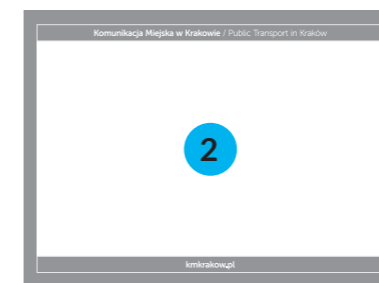 Komunikacja Miejska w Krakowie / Public Transport in Kraków
2
kmkrakow.pl